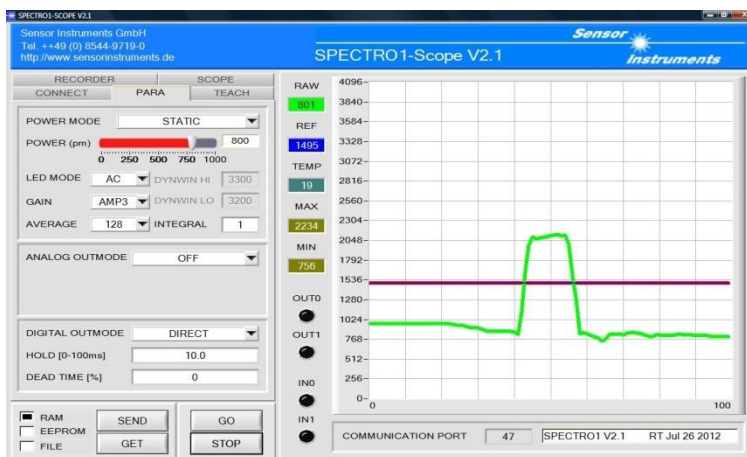 SPECTRO1-SCOPE V2.1
Sensor Instruments GmbH
Tel. ++49 (0) 8544-9719-0
http://www.sensorinstruments.de
SPECTRO1-Scope V2.1
Sensor
Instruments
RECORDER SCOPE
CONNECT PARA TEACH
POWER MODE STATIC
POWER (pm) 800
0 250 500 750 1000
LED MODE AC DYNWIN HI 3300
GAIN AMP3 DYNWIN LO 3200
AVERAGE 128 INTEGRAL 1
ANALOG OUTMODE OFF
DIGITAL OUTMODE DIRECT
HOLD [0-100ms] 10.0
DEAD TIME [%] 0
RAM
EEPROM
FILE
SEND GO
GET STOP
RAW
801
REF
1495
TEMP
19
MAX
2234
MIN
756
OUT0
OUT1
IN0
IN1
4096
3840
3584
3328
3072
2816
2560
2304
2048
1792
1536
1280
1024
768
512
256
0
0 100
COMMUNICATION PORT 47 SPECTRO1 V2.1 RT Jul 26 2012